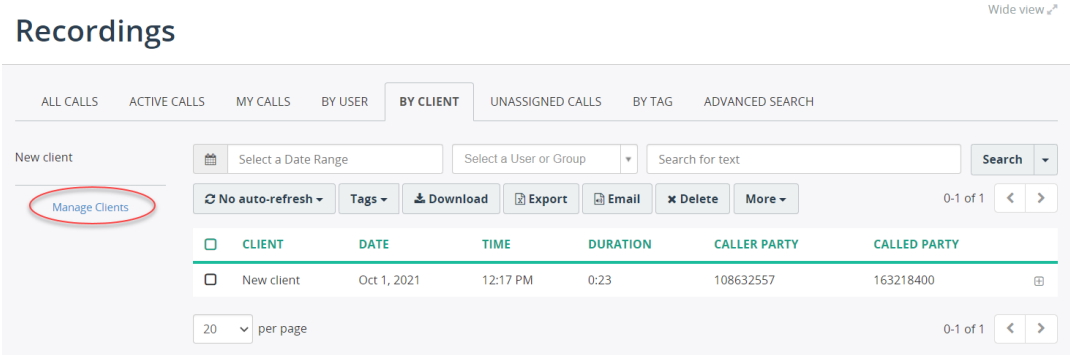 Wide view
Recordings
ALL CALLS ACTIVE CALLS MY CALLS BY USER BY CLIENT UNASSIGNED CALLS BY TAG ADVANCED SEARCH
New client Select a Date Range Select a User or Group Search for text Search
Manage Clients No auto-refresh Tags Download Export Email Delete More 0-1 of 1
CLIENT DATE TIME DURATION CALLER PARTY CALLED PARTY
New client Oct 1, 2021 12:17 PM 0:23 108632557 163218400
20 per page 0-1 of 1